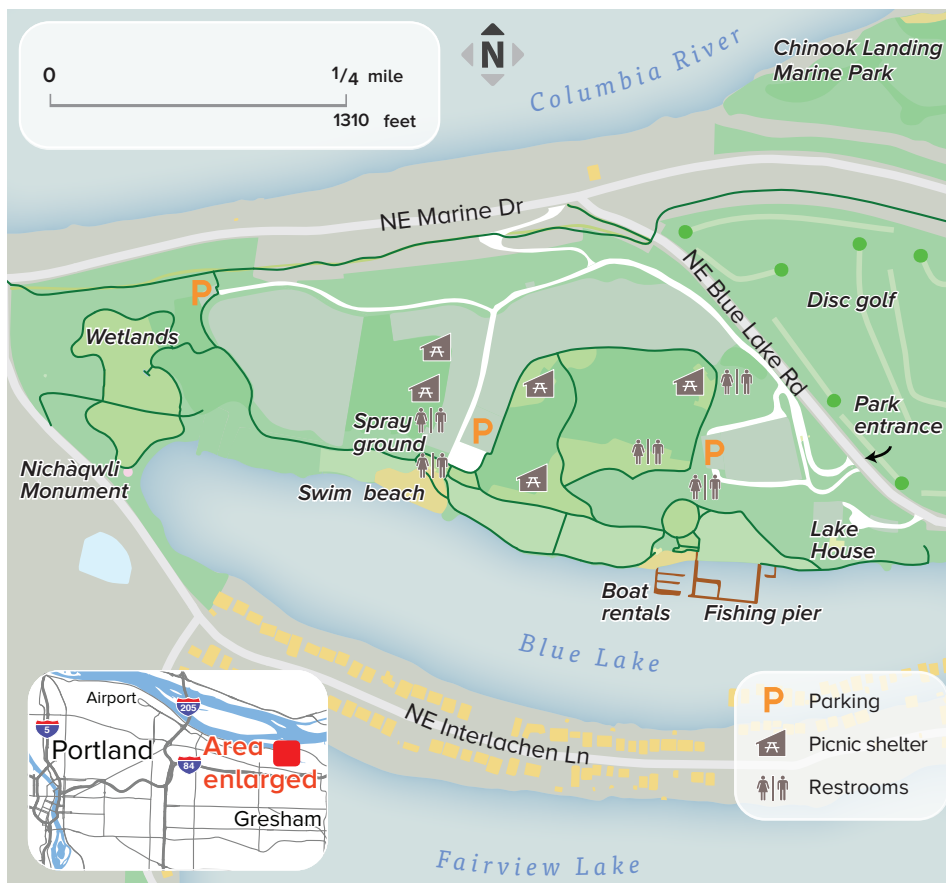 0
1/4 mile
1310 feet
N
Columbia River
Chinook Landing
Marine Park
NE Marine Dr
P
NE Blue Lake Rd
Disc golf
Wetlands
Park
entrance
Spray
ground
P
P
Nichàqwli
Monument
Swim beach
Lake
House
Boat
rentals
Fishing pier
Blue Lake
NE Interlachen Ln
Fairview Lake
Airport
205
5
Portland
84
Area
enlarged
Gresham
P Parking
Picnic shelter
Restrooms